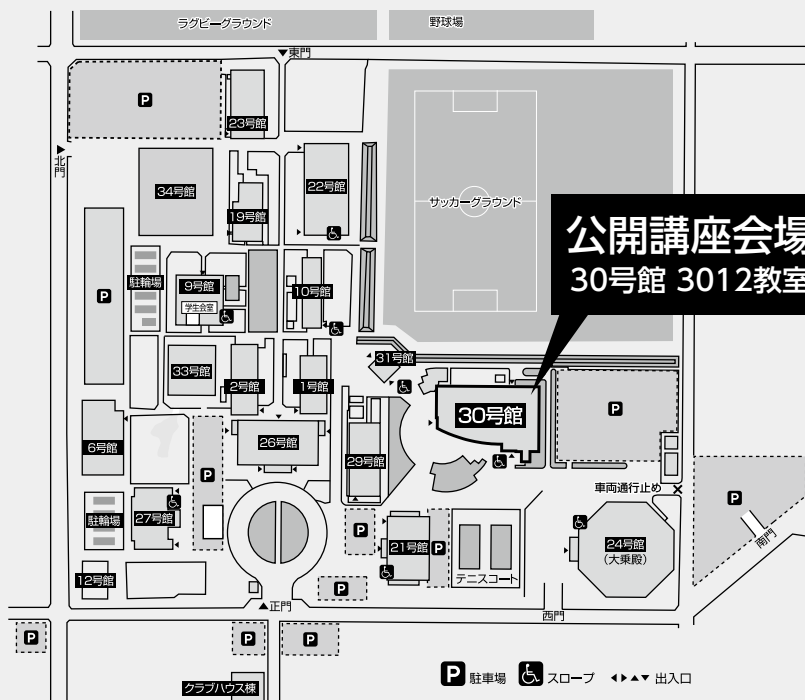 ラグビーグラウンド
野球場
▼東門
P
23号館
▶北門
34号館
19号館
22号館
サッカーグラウンド
公開講座会場
30号館 3012教室
P
駐輪場
9号館
学生会室
10号館
31号館
33号館
2号館
1号館
30号館
P
6号館
26号館
29号館
P
車両通行止め
P
駐輪場
27号館
21号館
P
P
テニスコート
24号館
(大乗殿)
南門
12号館
P
▲正門
西門
P
P
P
クラブハウス棟
P 駐車場
スロープ
◀▶▲▼ 出入口